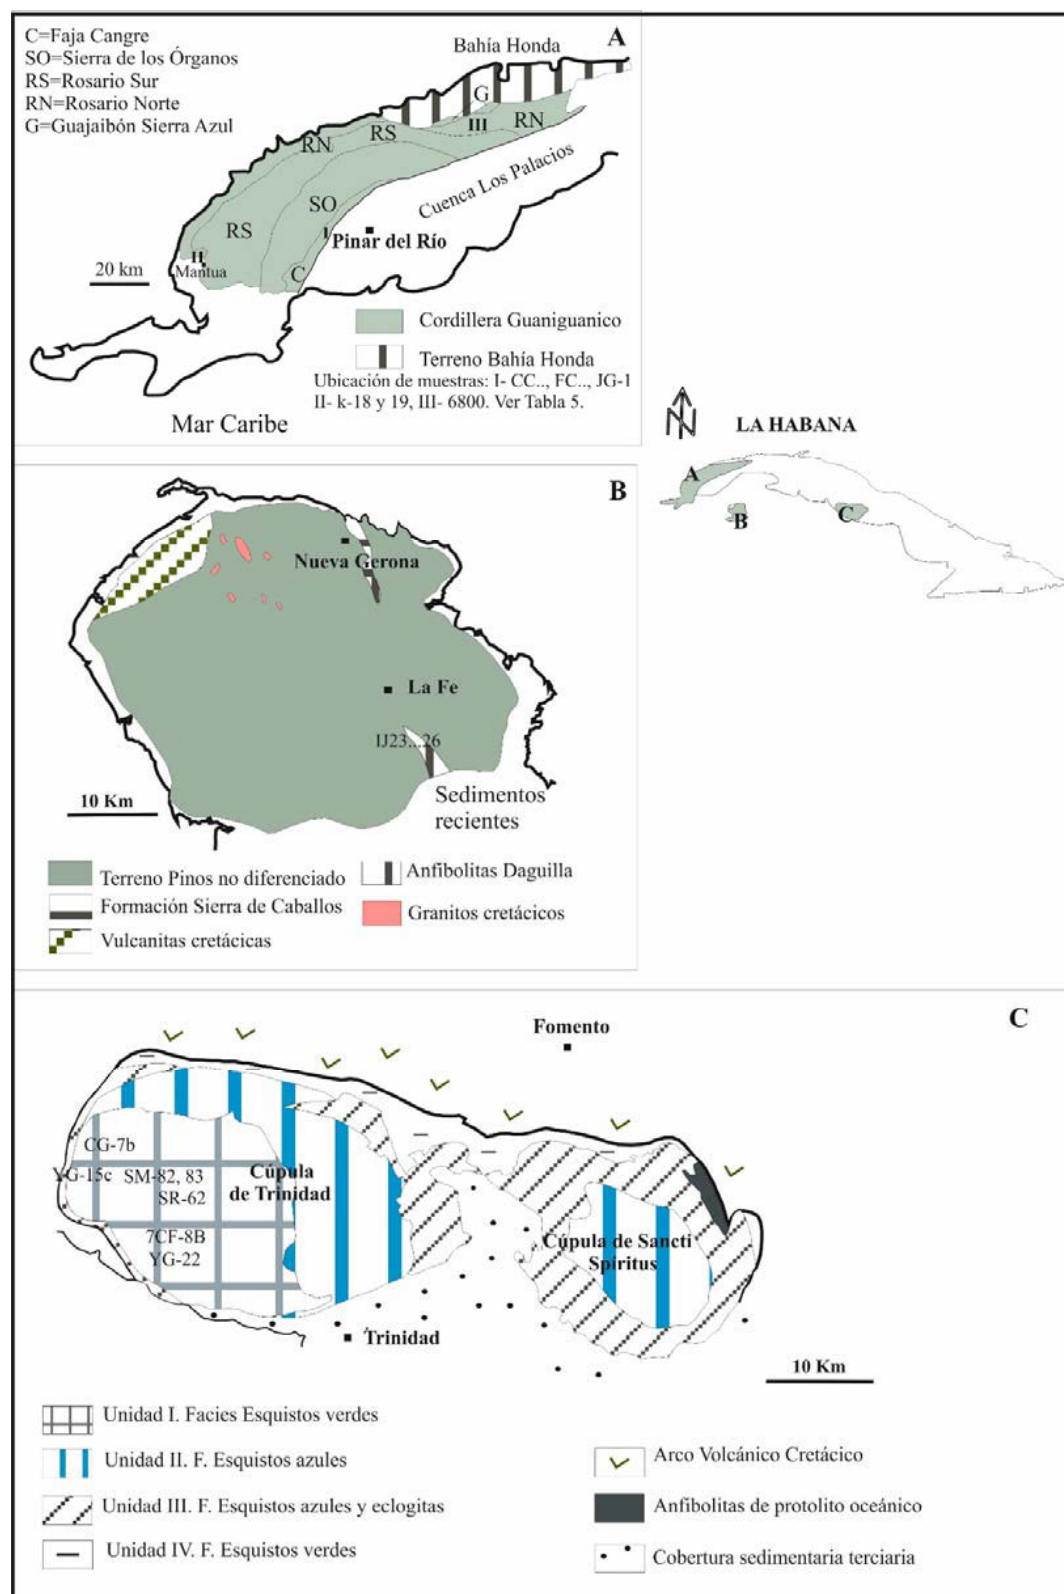 C=Faja Cangre
SO=Sierra de los Órganos
RS=Rosario Sur
RN=Rosario Norte
G=Guajaibón Sierra Azul
A
Bahía Honda
G
III
RN
RS
RN
Cuenca Los Palacios
SO
RS
I
Pinar del Río
II
Mantua
C
20 km
Cordillera Guaniguanico
Terreno Bahía Honda
Ubicación de muestras: I- CC.., FC.., JG-1
II- k-18 y 19, III- 6800. Ver Tabla 5.
Mar Caribe
N
LA HABANA
A
B
C
B
Nueva Gerona
La Fe
IJ23...26
10 Km
Sedimentos
recientes
Terreno Pinos no diferenciado
Anfibolitas Daguilla
Formación Sierra de Caballos
Granitos cretácicos
Vulcanitas cretácicas
C
Fomento
CG-7b
YG-15c
SM-82, 83
SR-62
Cúpula
de Trinidad
7CF-8B
YG-22
Cúpula de Sancti
Spíritus
Trinidad
10 Km
Unidad I. Facies Esquistos verdes
Unidad II. F. Esquistos azules
Unidad III. F. Esquistos azules y eclogitas
Unidad IV. F. Esquistos verdes
Arco Volcánico Cretácico
Anfibolitas de protolito oceánico
Cobertura sedimentaria terciaria